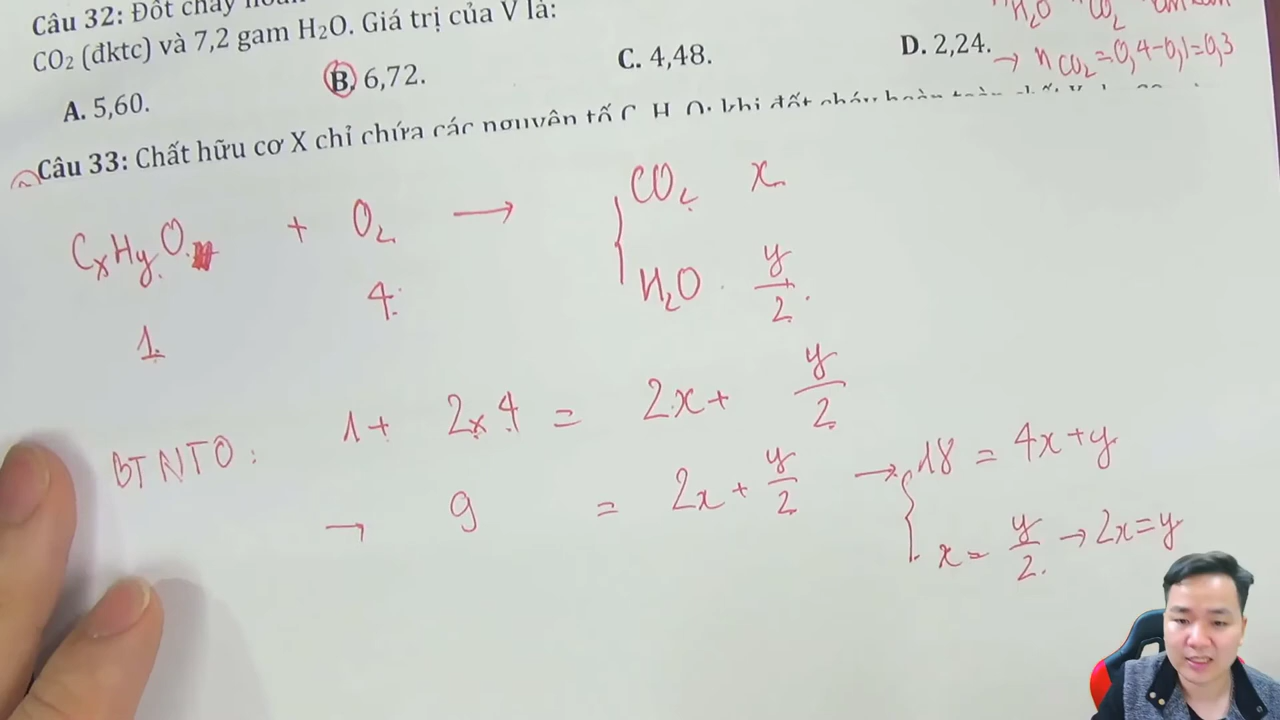 Câu 32: Đốt cháy hoàn
CO₂ (đktc) và 7,2 gam H₂O. Giá trị của V là:
A. 5,60. B. 6,72. C. 4,48. D. 2,24.
H₂O CO₂
→ nCO₂ = 0,4-0,1=0,3
Câu 33: Chất hữu cơ X chỉ chứa các nguyên tố C, H, O; khi đốt cháy hoàn toàn
CxHyO + O₂ → { CO₂ x
H₂O y/2
1 4
BTNTO: 1 + 2x4 = 2x + y/2
→ 9 = 2x + y/2 → { 18 = 4x+y
x = y/2 → 2x=y